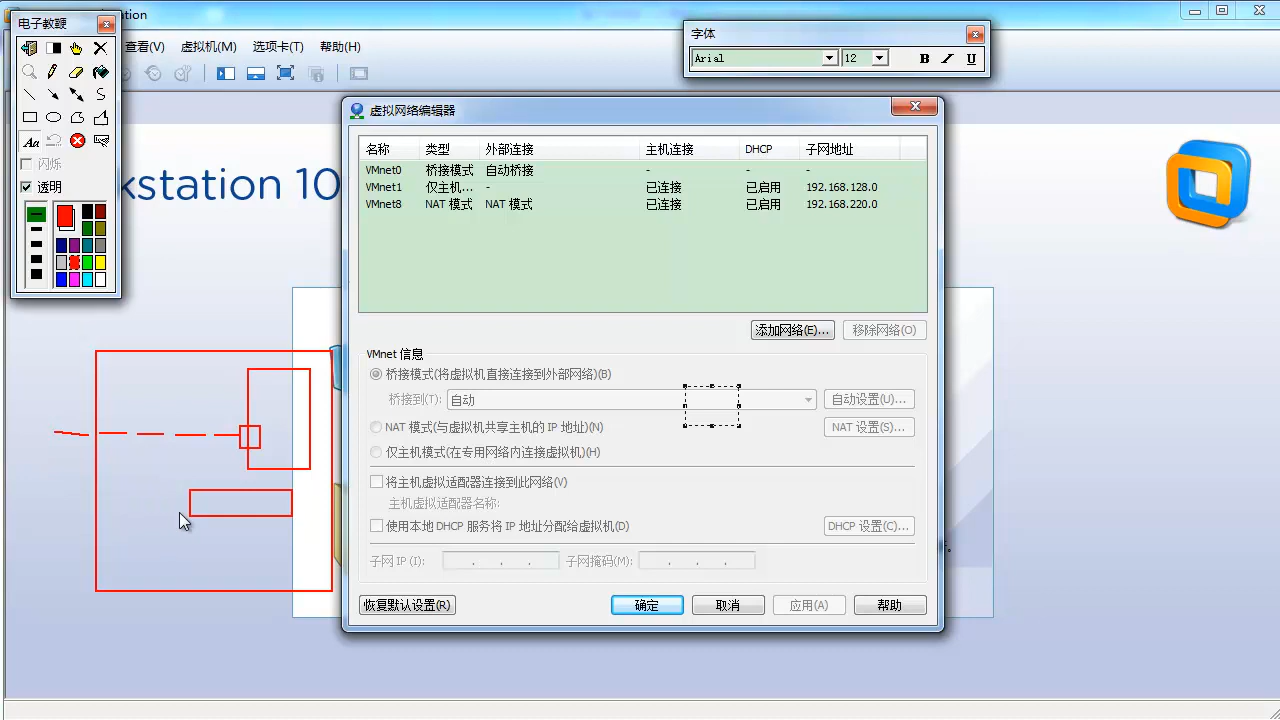 电子教鞭
tation
查看(V) 虚拟机(M) 选项卡(T) 帮助(H)
字体
Arial 12 B I U
Aa
闪烁
透明
kstation 10
虚拟网络编辑器
名称 类型 外部连接 主机连接 DHCP 子网地址
VMnet0 桥接模式 自动桥接 - - -
VMnet1 仅主机... - 已连接 已启用 192.168.128.0
VMnet8 NAT 模式 NAT 模式 已连接 已启用 192.168.220.0
添加网络(E)... 移除网络(O)
VMnet 信息
桥接模式(将虚拟机直接连接到外部网络)(B)
桥接到(T): 自动 自动设置(U)...
NAT 模式(与虚拟机共享主机的 IP 地址)(N) NAT 设置(S)...
仅主机模式(在专用网络内连接虚拟机)(H)
将主机虚拟适配器连接到此网络(V)
主机虚拟适配器名称:
使用本地 DHCP 服务将 IP 地址分配给虚拟机(D) DHCP 设置(C)...
子网 IP (I): . . . 子网掩码(M): . . .
恢复默认设置(R) 确定 取消 应用(A) 帮助